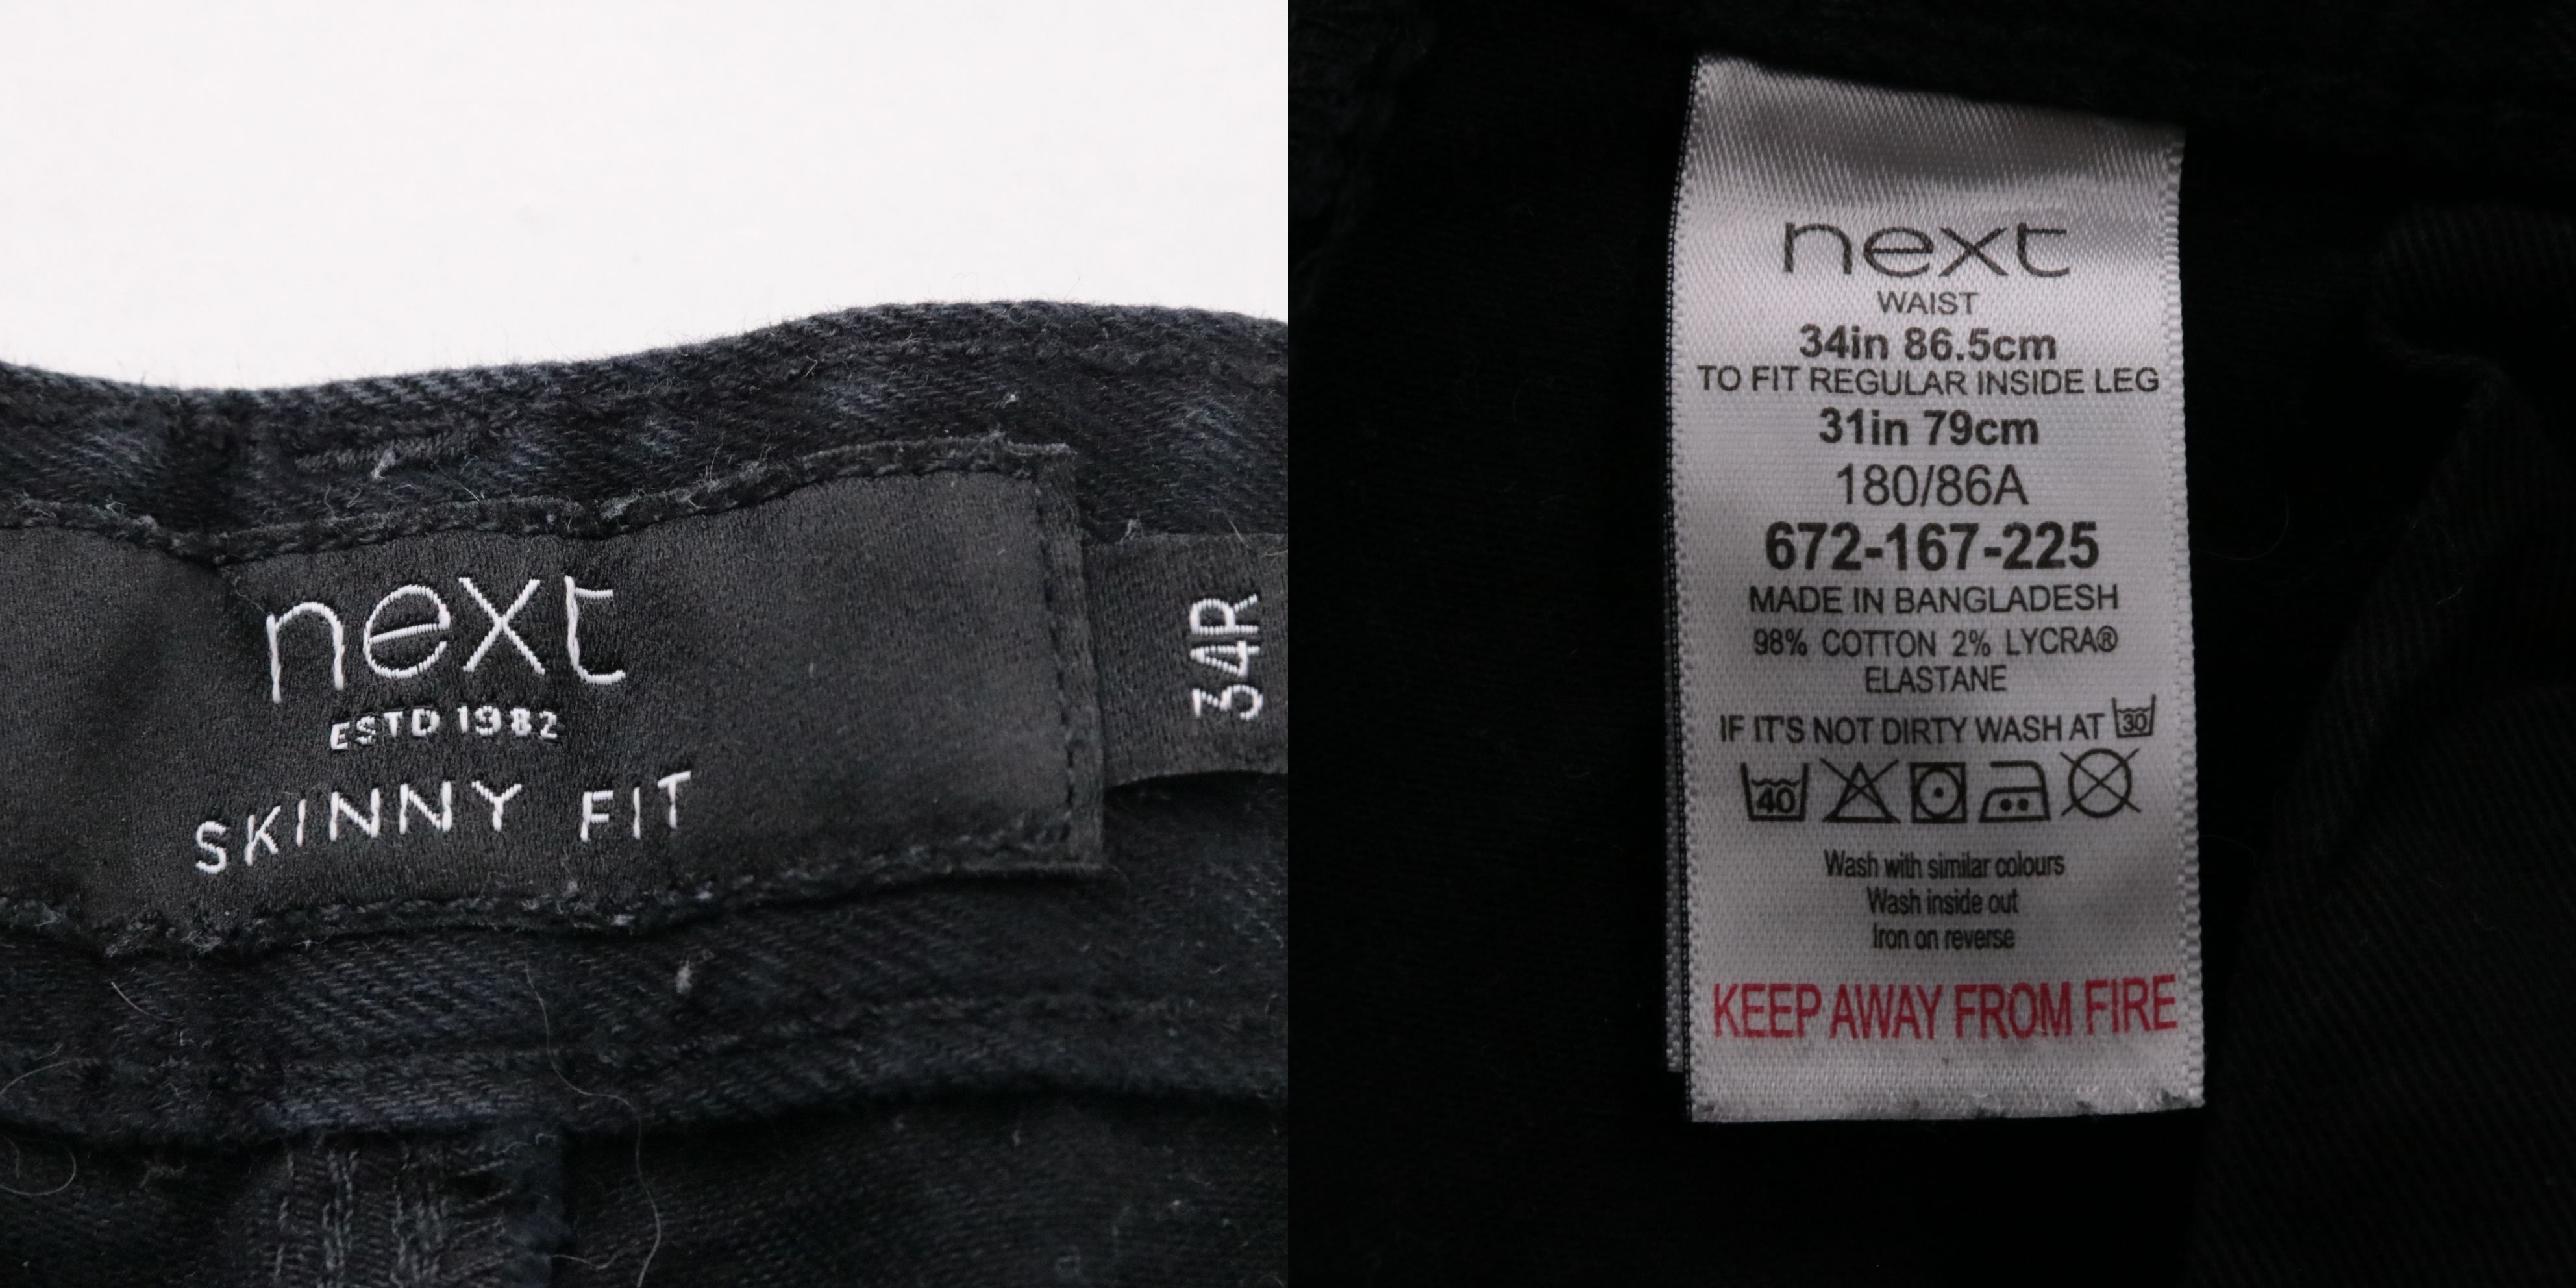 next
ESTD 1982
SKINNY FIT
34R
next
WAIST
34in 86.5cm
TO FIT REGULAR INSIDE LEG
31in 79cm
180/86A
672-167-225
MADE IN BANGLADESH
98% COTTON 2% LYCRA®
ELASTANE
IF IT'S NOT DIRTY WASH AT 30
40
Wash with similar colours
Wash inside out
Iron on reverse
KEEP AWAY FROM FIRE